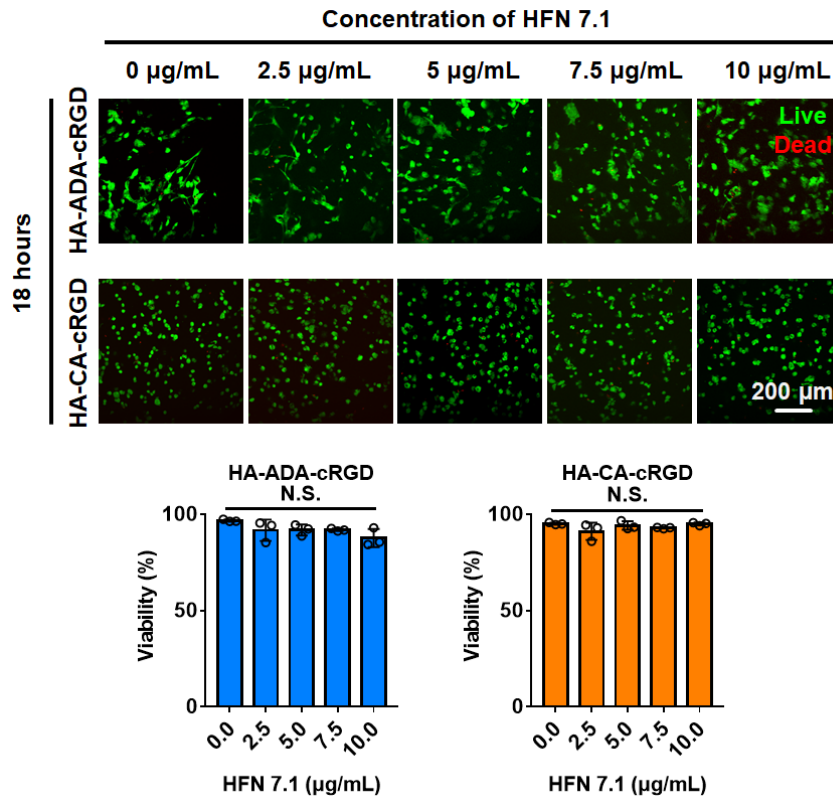 Concentration of HFN 7.1
0 µg/mL 2.5 µg/mL 5 µg/mL 7.5 µg/mL 10 µg/mL
18 hours
HA-ADA-cRGD
Live
Dead
HA-CA-cRGD
200 µm
HA-ADA-cRGD
N.S.
Viability (%)
100
50
0
0.0 2.5 5.0 7.5 10.0
HFN 7.1 (µg/mL)
HA-CA-cRGD
N.S.
Viability (%)
100
50
0
0.0 2.5 5.0 7.5 10.0
HFN 7.1 (µg/mL)